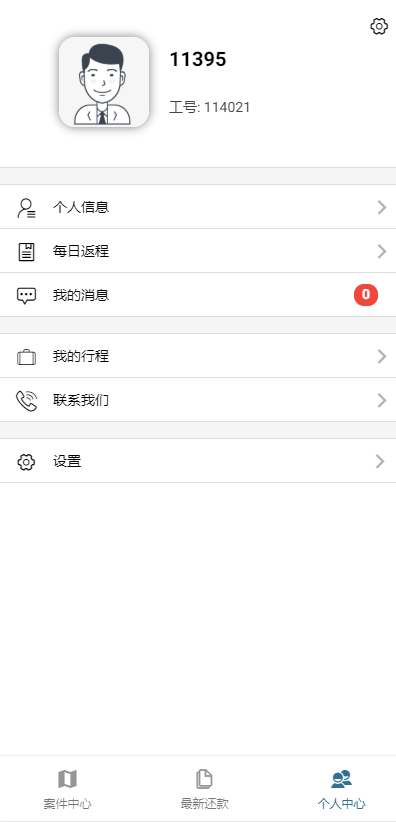 11395
工号: 114021
个人信息
每日返程
我的消息
0
我的行程
联系我们
设置
案件中心
最新还款
个人中心